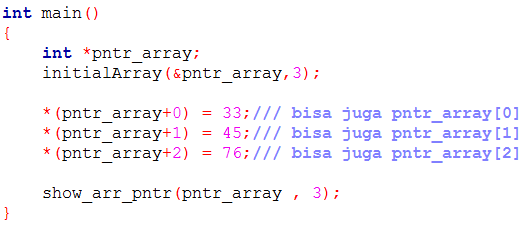 int main()
{
    int *pntr_array;
    initialArray(&pntr_array,3);
    *(pntr_array+0) = 33;/// bisa juga pntr_array[0]
    *(pntr_array+1) = 45;/// bisa juga pntr_array[1]
    *(pntr_array+2) = 76;/// bisa juga pntr_array[2]
    show_arr_pntr(pntr_array , 3);
}